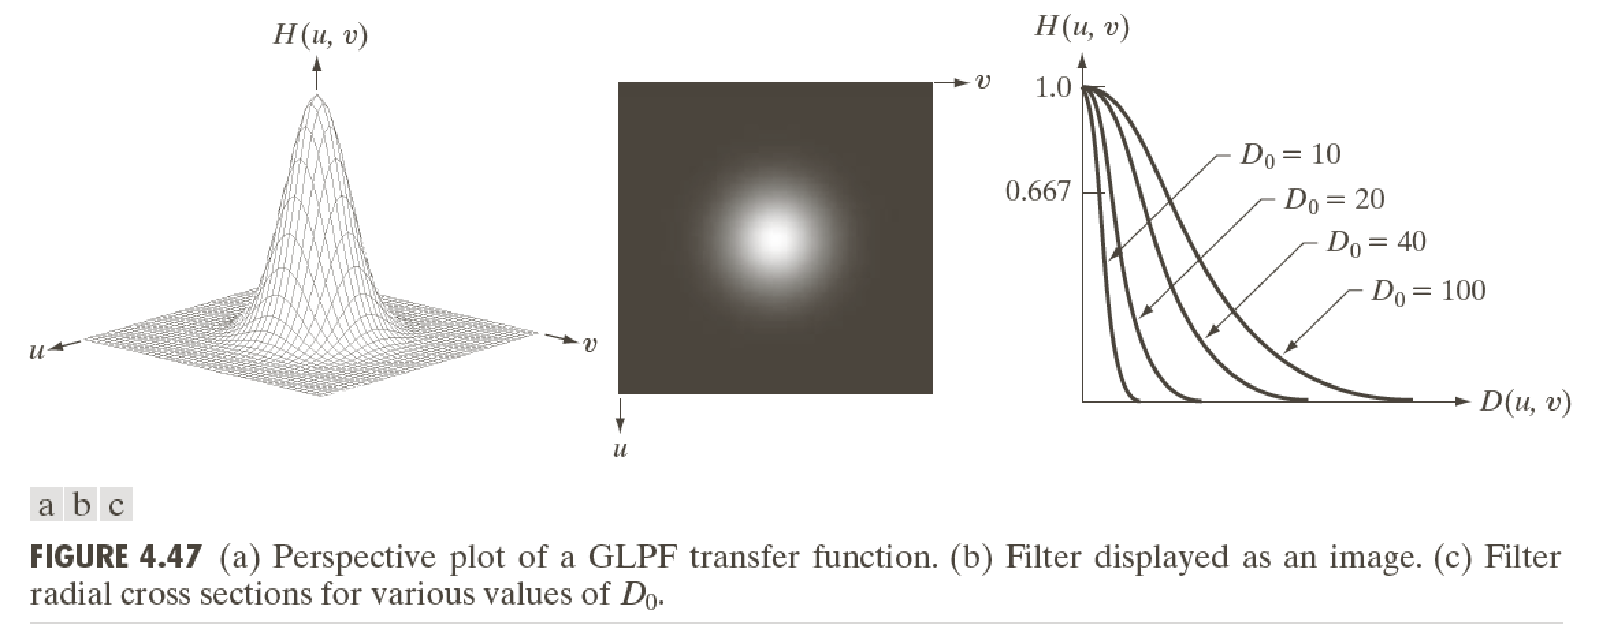 H(u, v)
u
v
v
u
H(u, v)
1.0
0.667
D₀ = 10
D₀ = 20
D₀ = 40
D₀ = 100
D(u, v)
a b c
FIGURE 4.47 (a) Perspective plot of a GLPF transfer function. (b) Filter displayed as an image. (c) Filter
radial cross sections for various values of D₀.